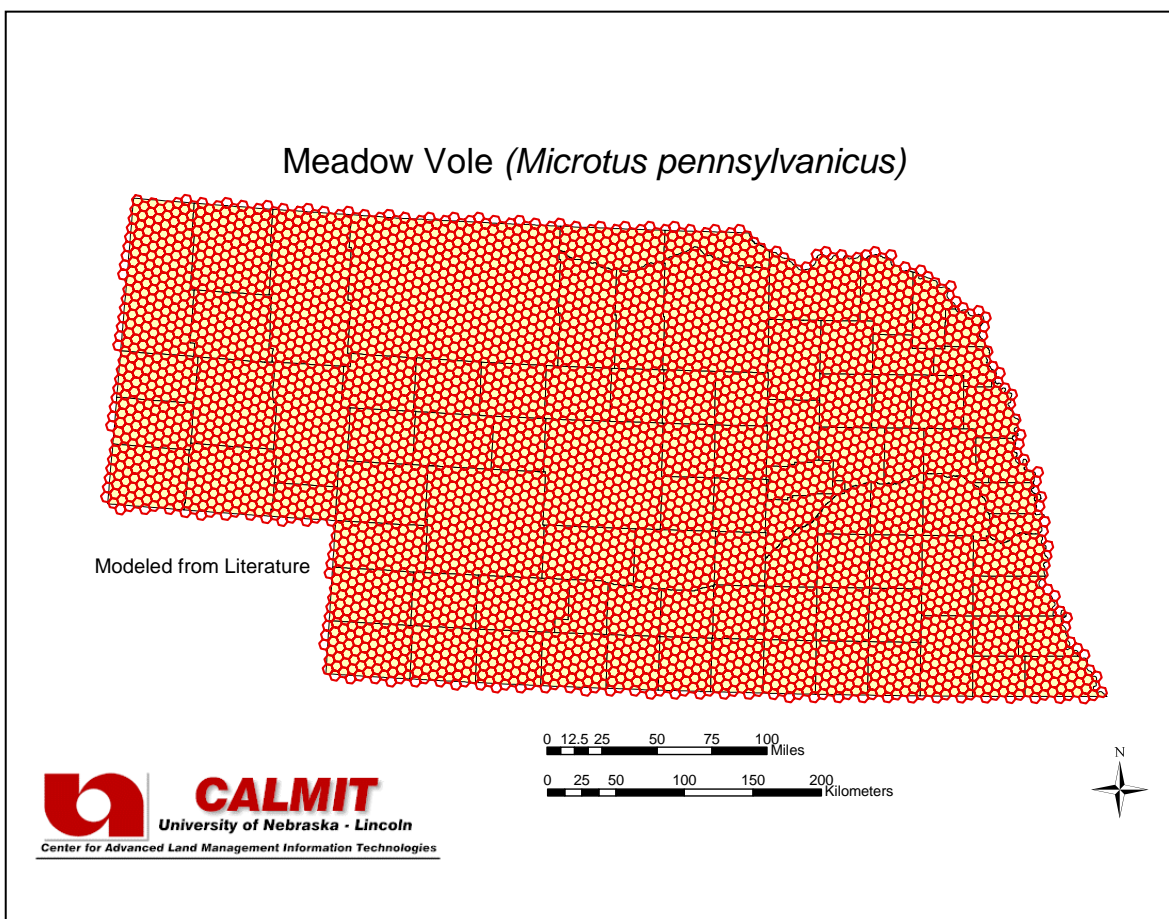 Meadow Vole (Microtus pennsylvanicus)
Modeled from Literature
0 12.5 25 50 75 100
Miles
0 25 50 100 150 200
Kilometers
N
CALMIT
University of Nebraska - Lincoln
Center for Advanced Land Management Information Technologies